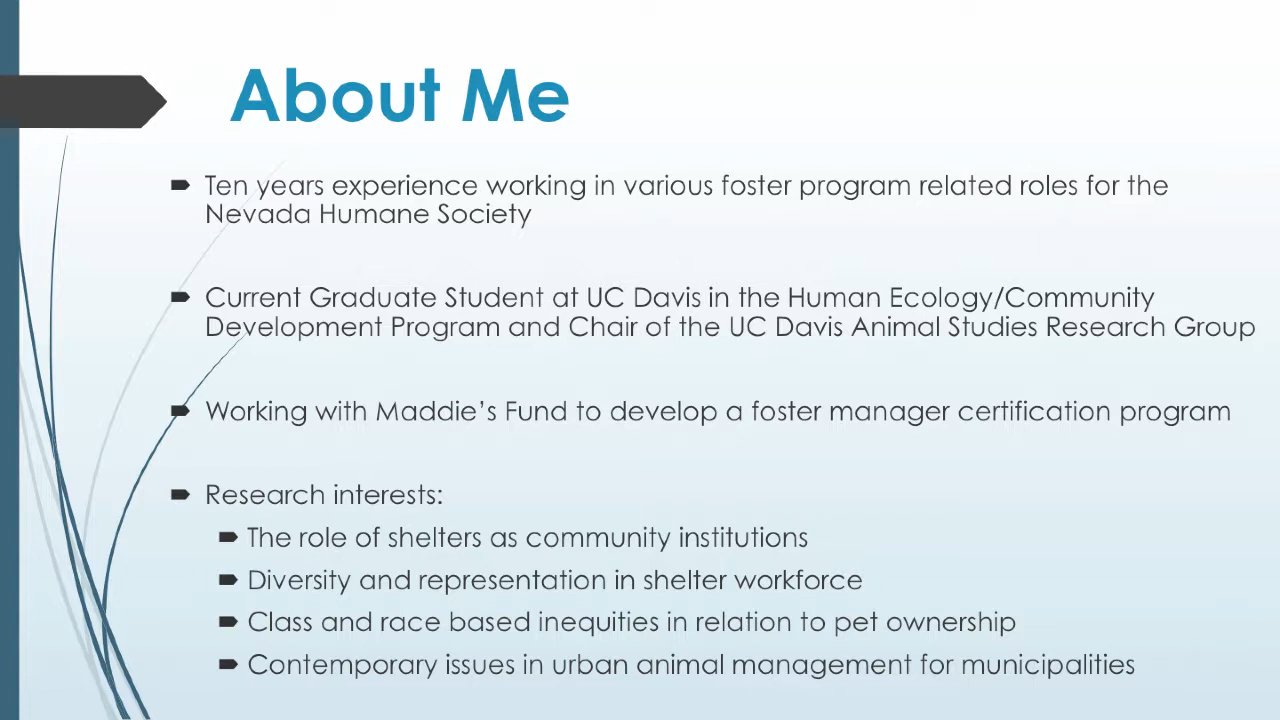 About Me
Ten years experience working in various foster program related roles for the
Nevada Humane Society
Current Graduate Student at UC Davis in the Human Ecology/Community
Development Program and Chair of the UC Davis Animal Studies Research Group
Working with Maddie’s Fund to develop a foster manager certification program
Research interests:
The role of shelters as community institutions
Diversity and representation in shelter workforce
Class and race based inequities in relation to pet ownership
Contemporary issues in urban animal management for municipalities